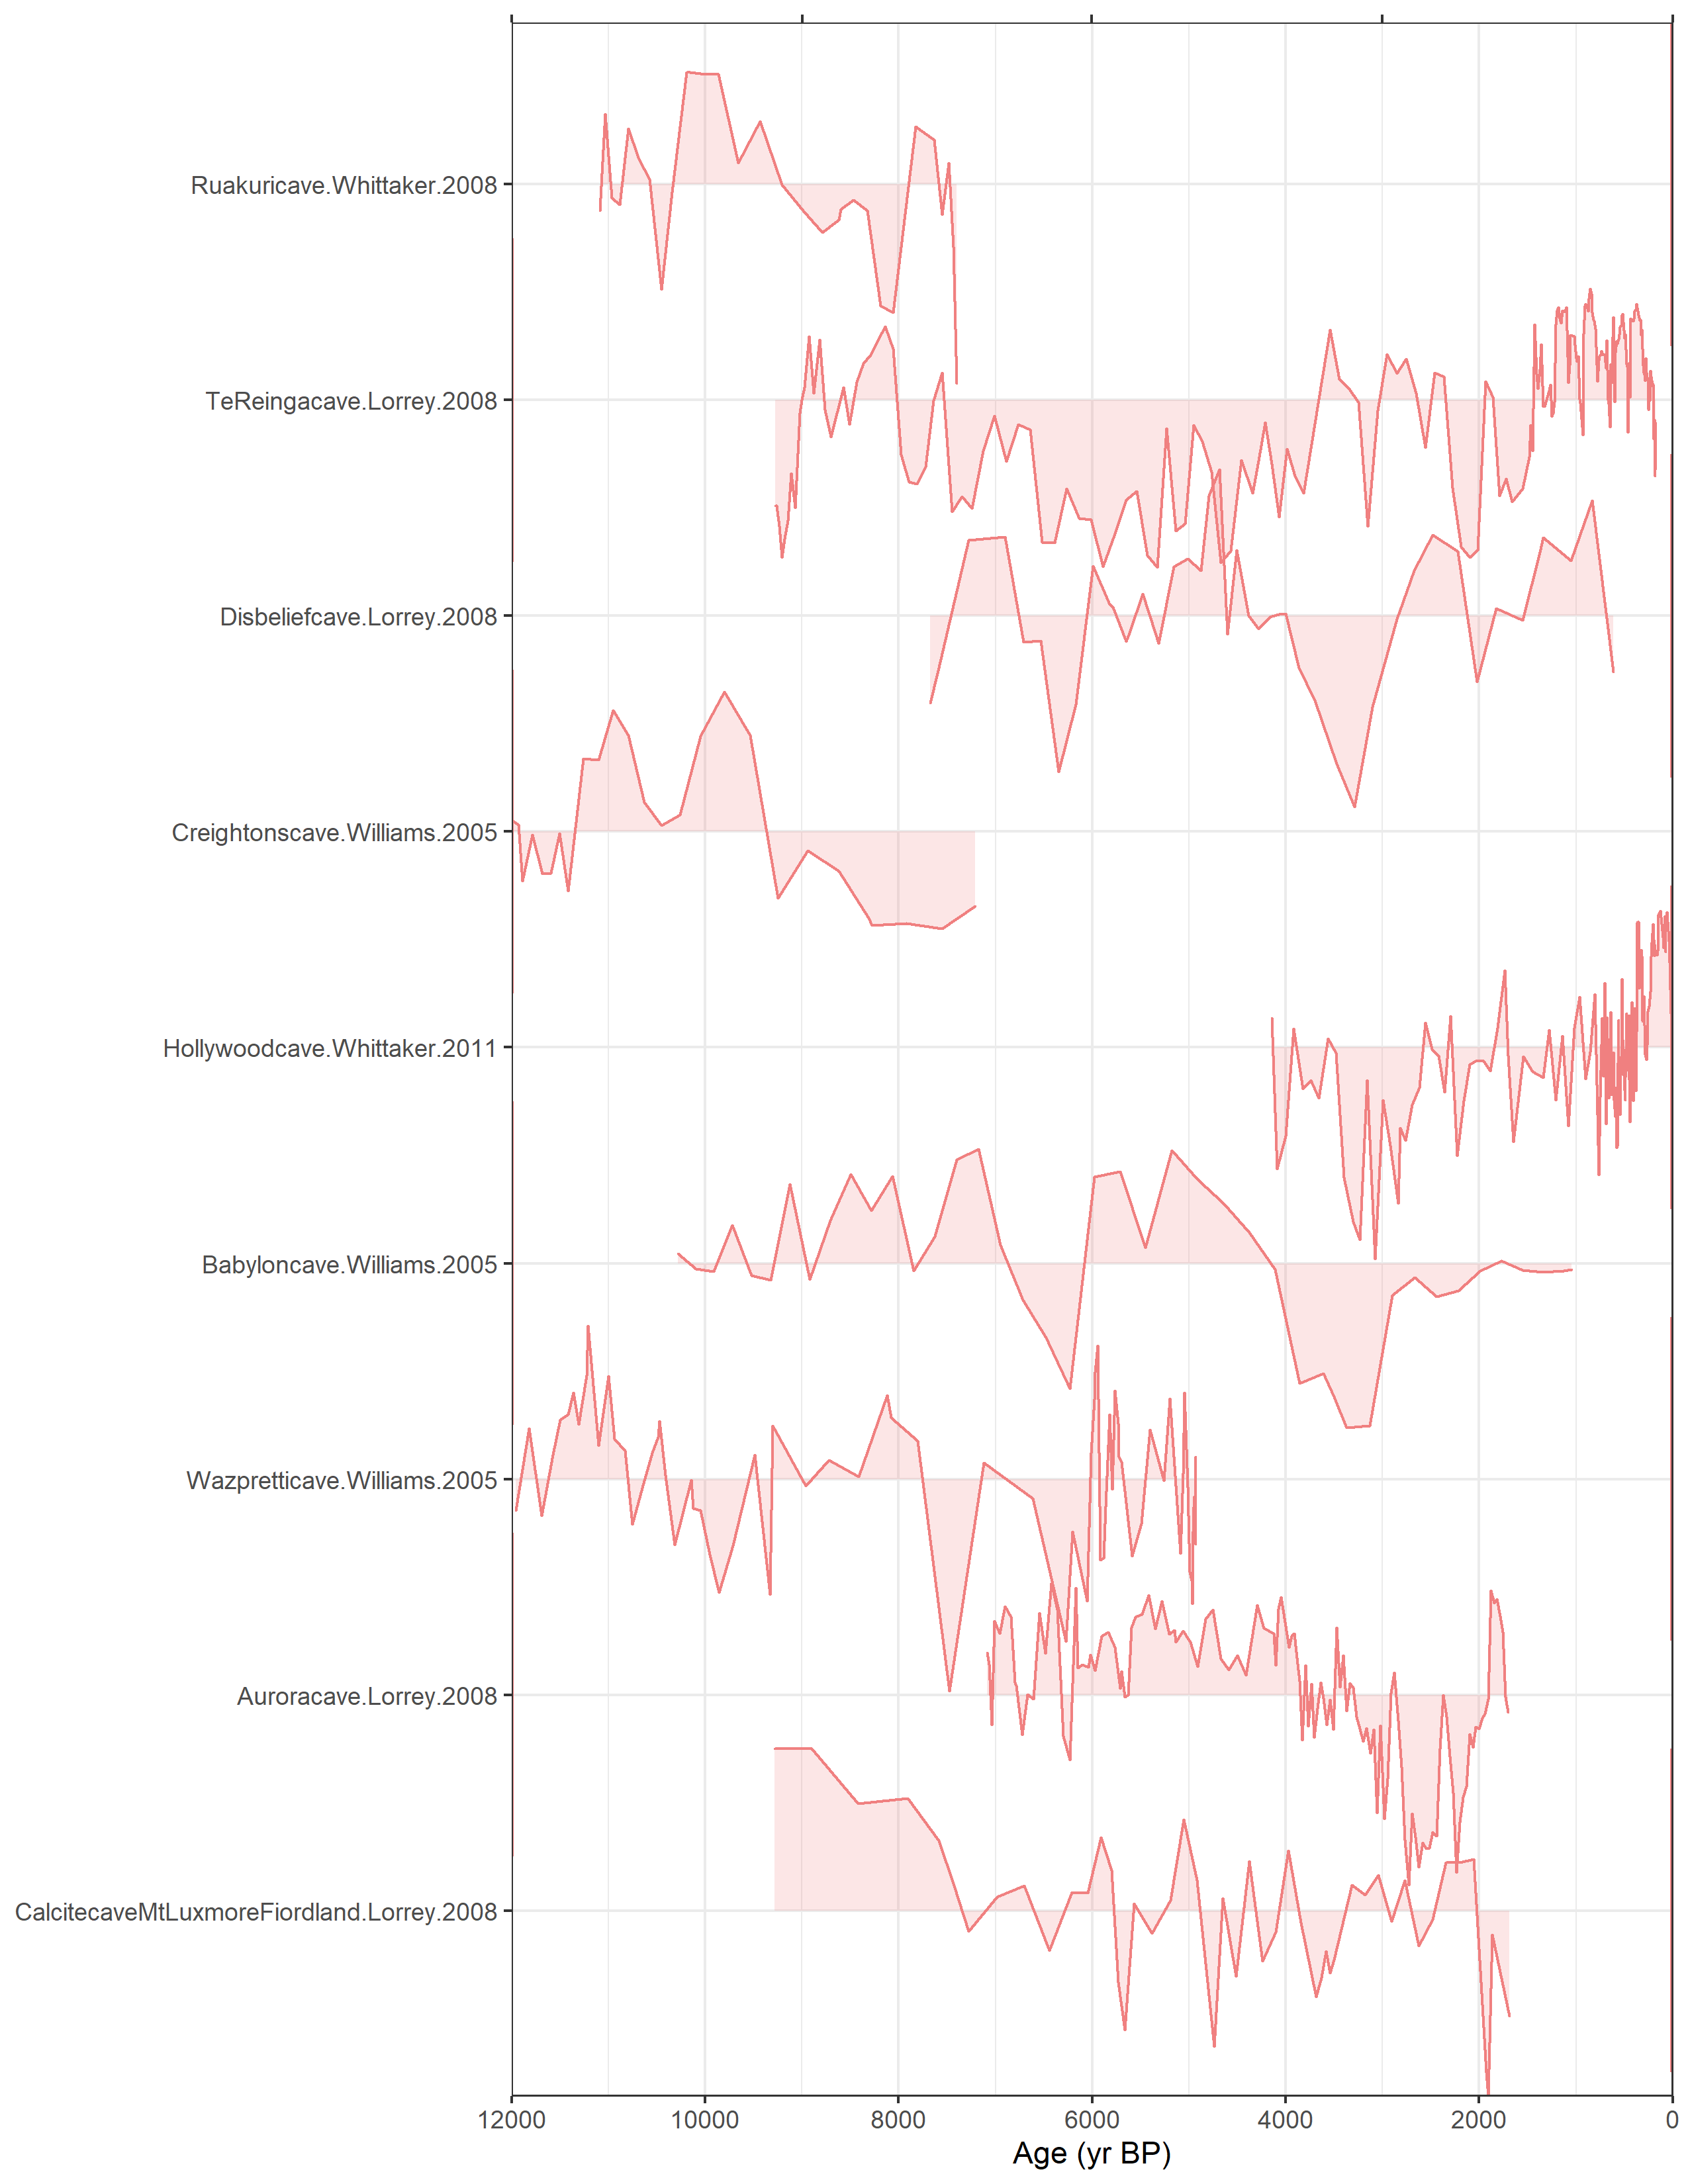 Ruakuricave.Whittaker.2008
TeReingacave.Lorrey.2008
Disbeliefcave.Lorrey.2008
Creightonscave.Williams.2005
Hollywoodcave.Whittaker.2011
Babyloncave.Williams.2005
Wazpretticave.Williams.2005
Auroracave.Lorrey.2008
CalcitecaveMtLuxmoreFiordland.Lorrey.2008
12000 10000 8000 6000 4000 2000 0
Age (yr BP)